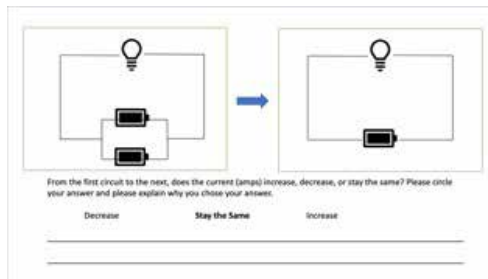 From the first circuit to the next, does the current (amps) increase, decrease, or stay the same? Please circle
your answer and please explain why you chose your answer.
Decrease Stay the Same Increase